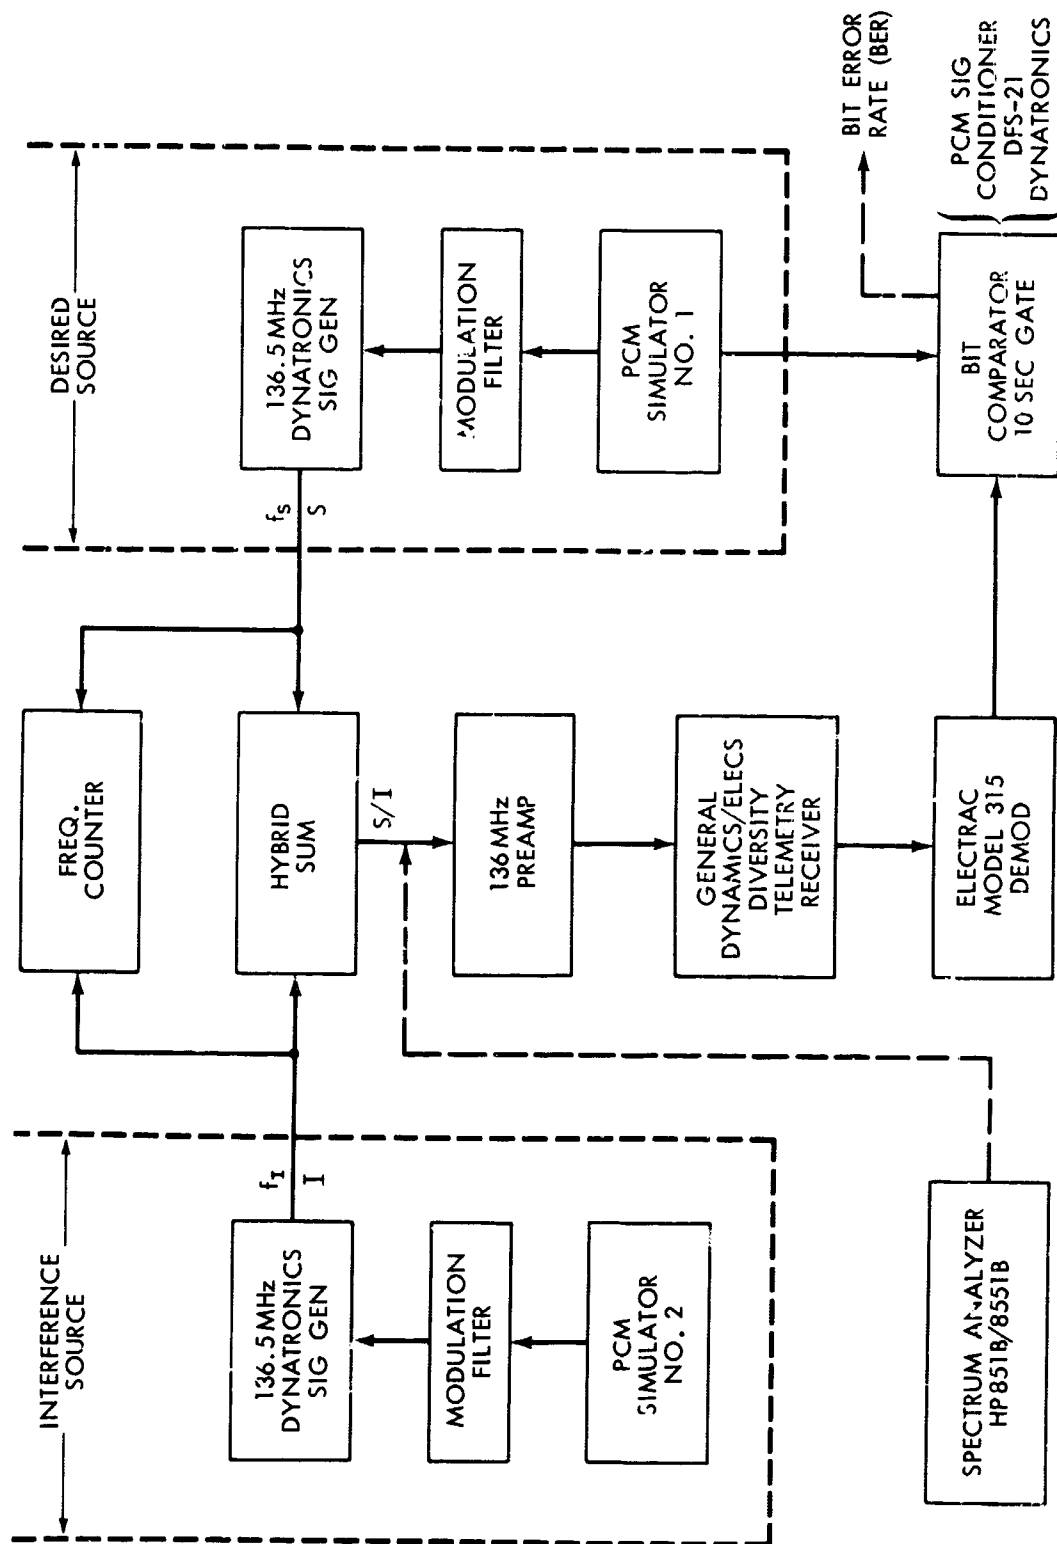 INTERFERENCE
SOURCE
136.5 MHz
DYNATRONICS
SIG GEN
MODULATION
FILTER
PCM
SIMULATOR
NO. 2
f_I
I
SPECTRUM ANALYZER
HP851B/8551B
FREQ.
COUNTER
HYBRID
SUM
S/I
136 MHz
PREAMP
GENERAL
DYNAMICS/ELECS
DIVERSITY
TELEMETRY
RECEIVER
ELECTRAC
MODEL 315
DEMOD
DESIRED
SOURCE
f_S
S
136.5 MHz
DYNATRONICS
SIG GEN
MODULATION
FILTER
PCM
SIMULATOR
NO. 1
BIT
COMPARATOR
10 SEC GATE
BIT ERROR
RATE (BER)
PCM SIG
CONDITIONER
DFS-21
DYNATRONICS